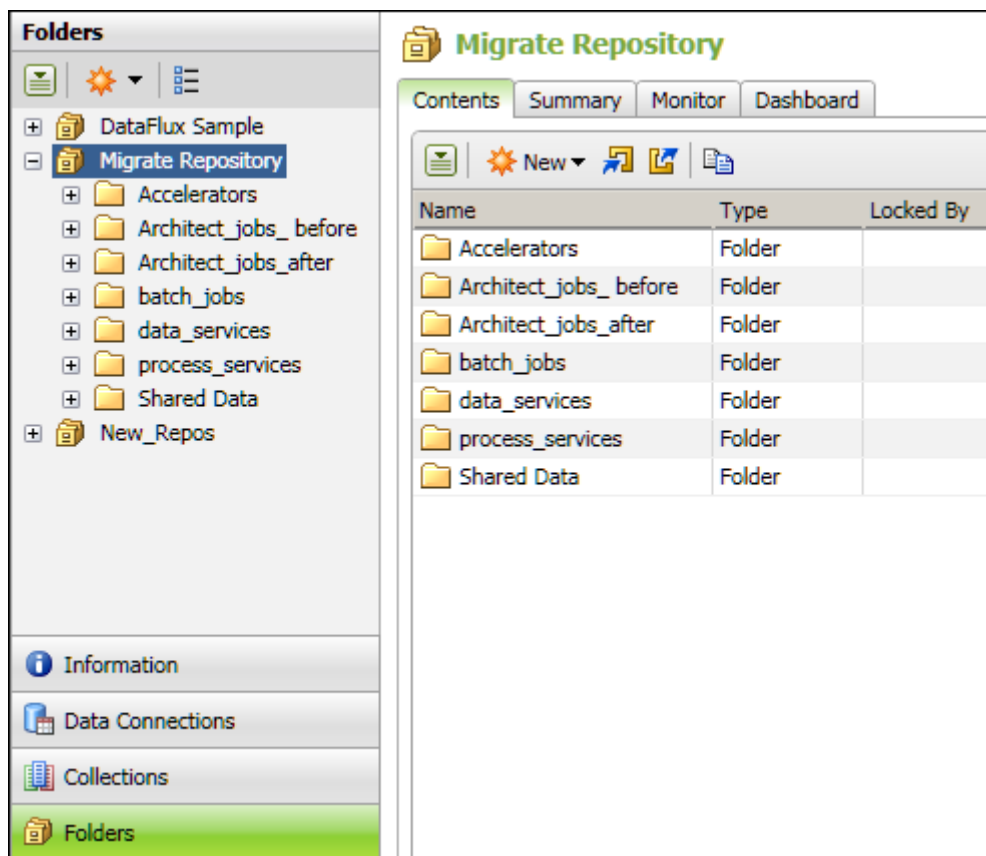 Folders
DataFlux Sample
Migrate Repository
Accelerators
Architect_jobs_ before
Architect_jobs_after
batch_jobs
data_services
process_services
Shared Data
New_Repos
Information
Data Connections
Collections
Folders
Migrate Repository
Contents Summary Monitor Dashboard
New
Name Type Locked By
Accelerators Folder
Architect_jobs_ before Folder
Architect_jobs_after Folder
batch_jobs Folder
data_services Folder
process_services Folder
Shared Data Folder